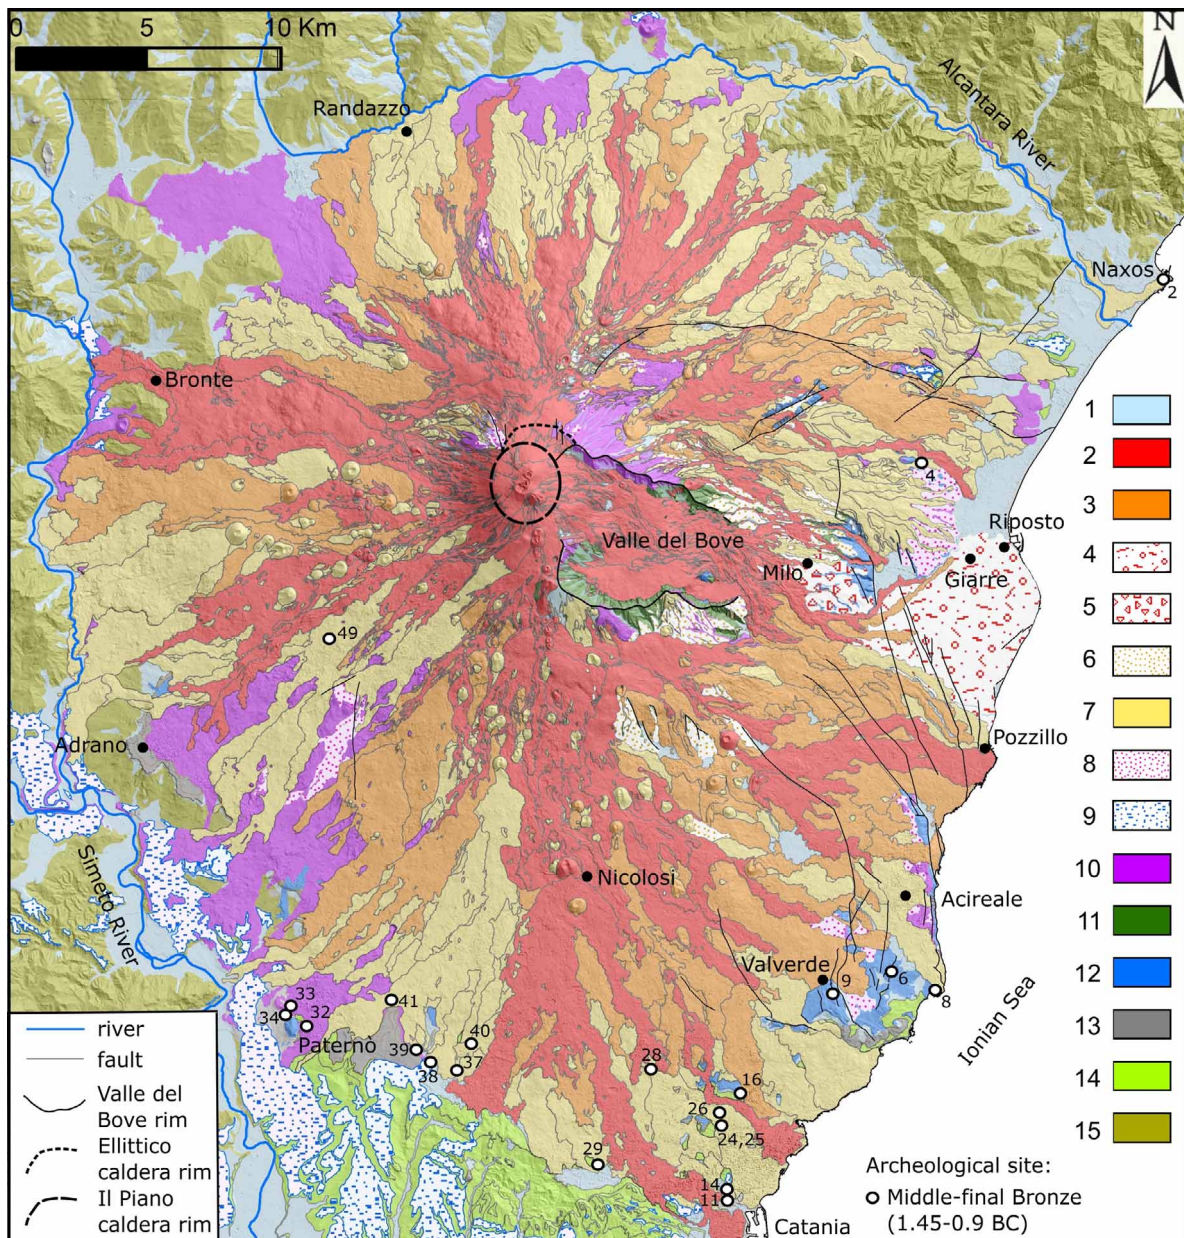 0 5 10 Km
N
Randazzo
Alcantara River
Naxos
2
Bronte
1
2
4
3
Riposto
Valle del Bove
Milo
Giarre
4
5
49
6
7
Adrano
Pozzillo
8
9
Simeto River
Nicolosi
10
Acireale
11
Valverde
6
9
12
8
33
41
34
32
Ionian Sea
river
Paternò
40
13
39
fault
28
38
37
14
16
Valle del
Bove rim
26
24,25
15
Ellittico
caldera rim
29
Archeological site:
14
Middle-final Bronze
11
Il Piano
caldera rim
(1.45-0.9 BC)
Catania